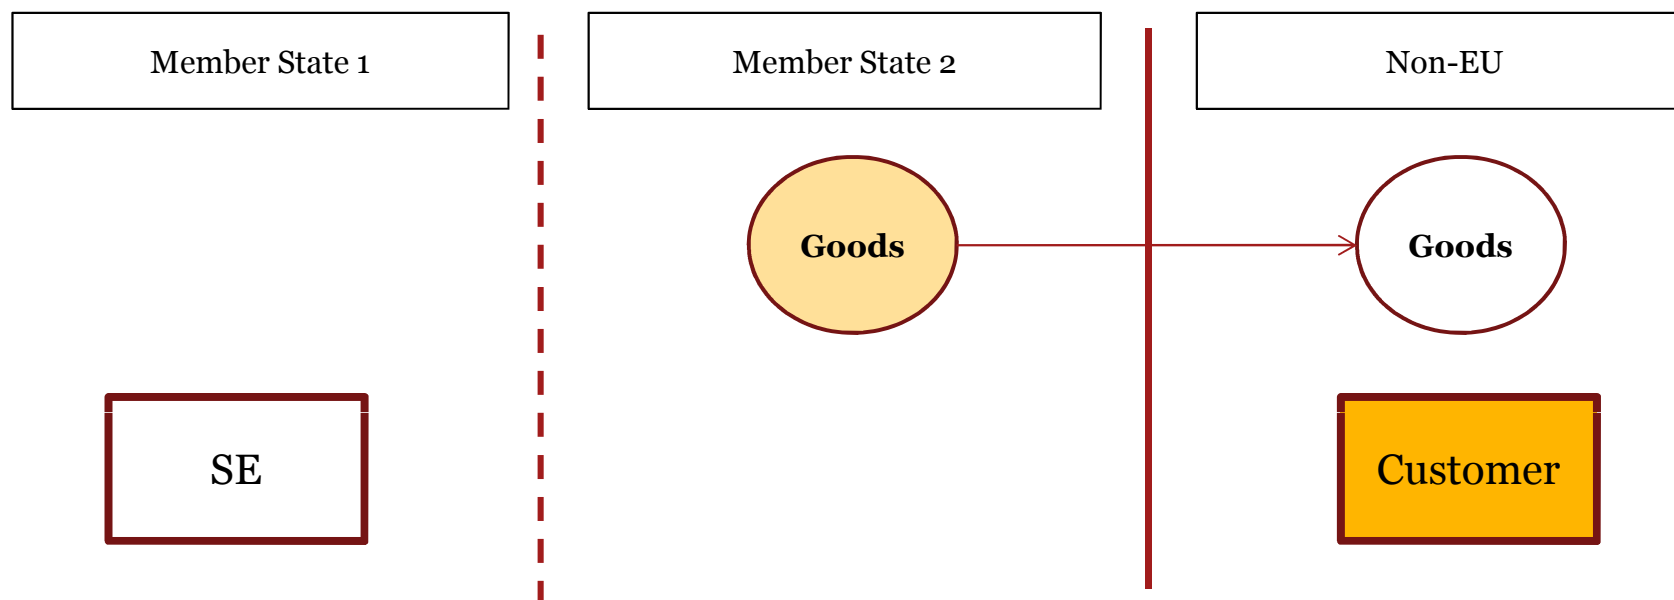 Member State 1
Member State 2
Non-EU
Goods
Goods
SE
Customer